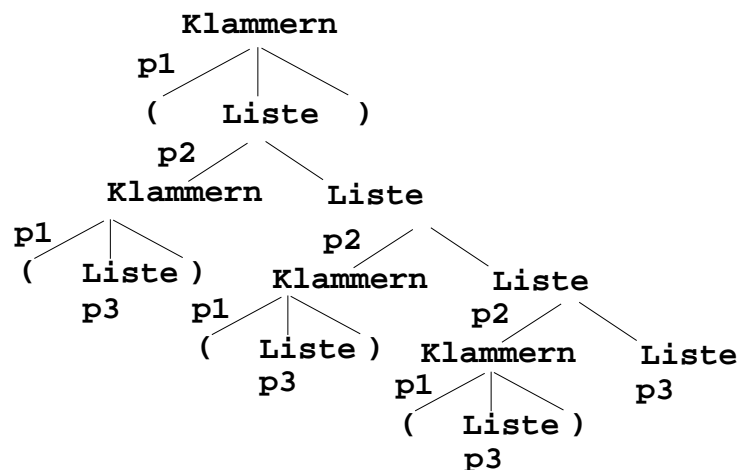 Klammern
p1
( Liste )
p2
Klammern Liste
p1 p2
( Liste ) Klammern Liste
p3 p1 p2
( Liste ) Klammern Liste
p3 p1 p3
( Liste )
p3